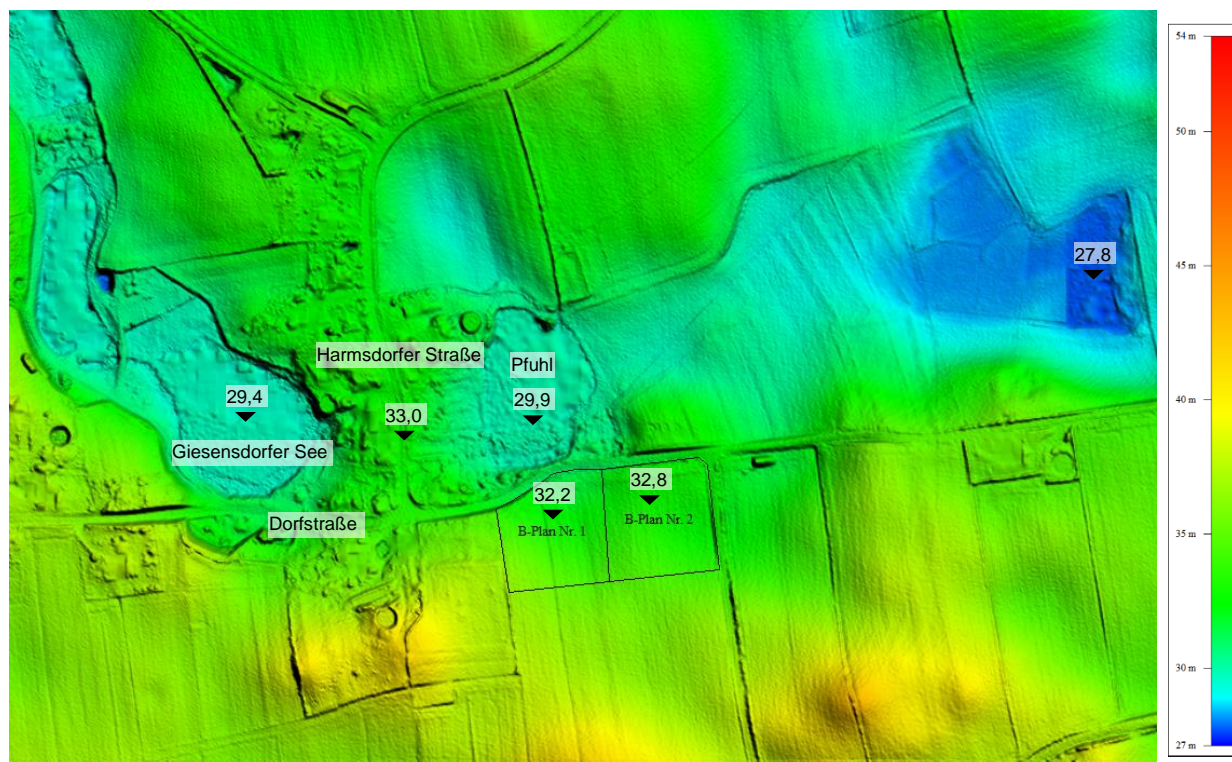 54 m
50 m
27,8
45 m
Harmsdorfer Straße
Pfuhl
29,4
29,9
40 m
33,0
Giesensdorfer See
32,8
32,2
Dorfstraße
B-Plan Nr. 1
B-Plan Nr. 2
35 m
30 m
27 m